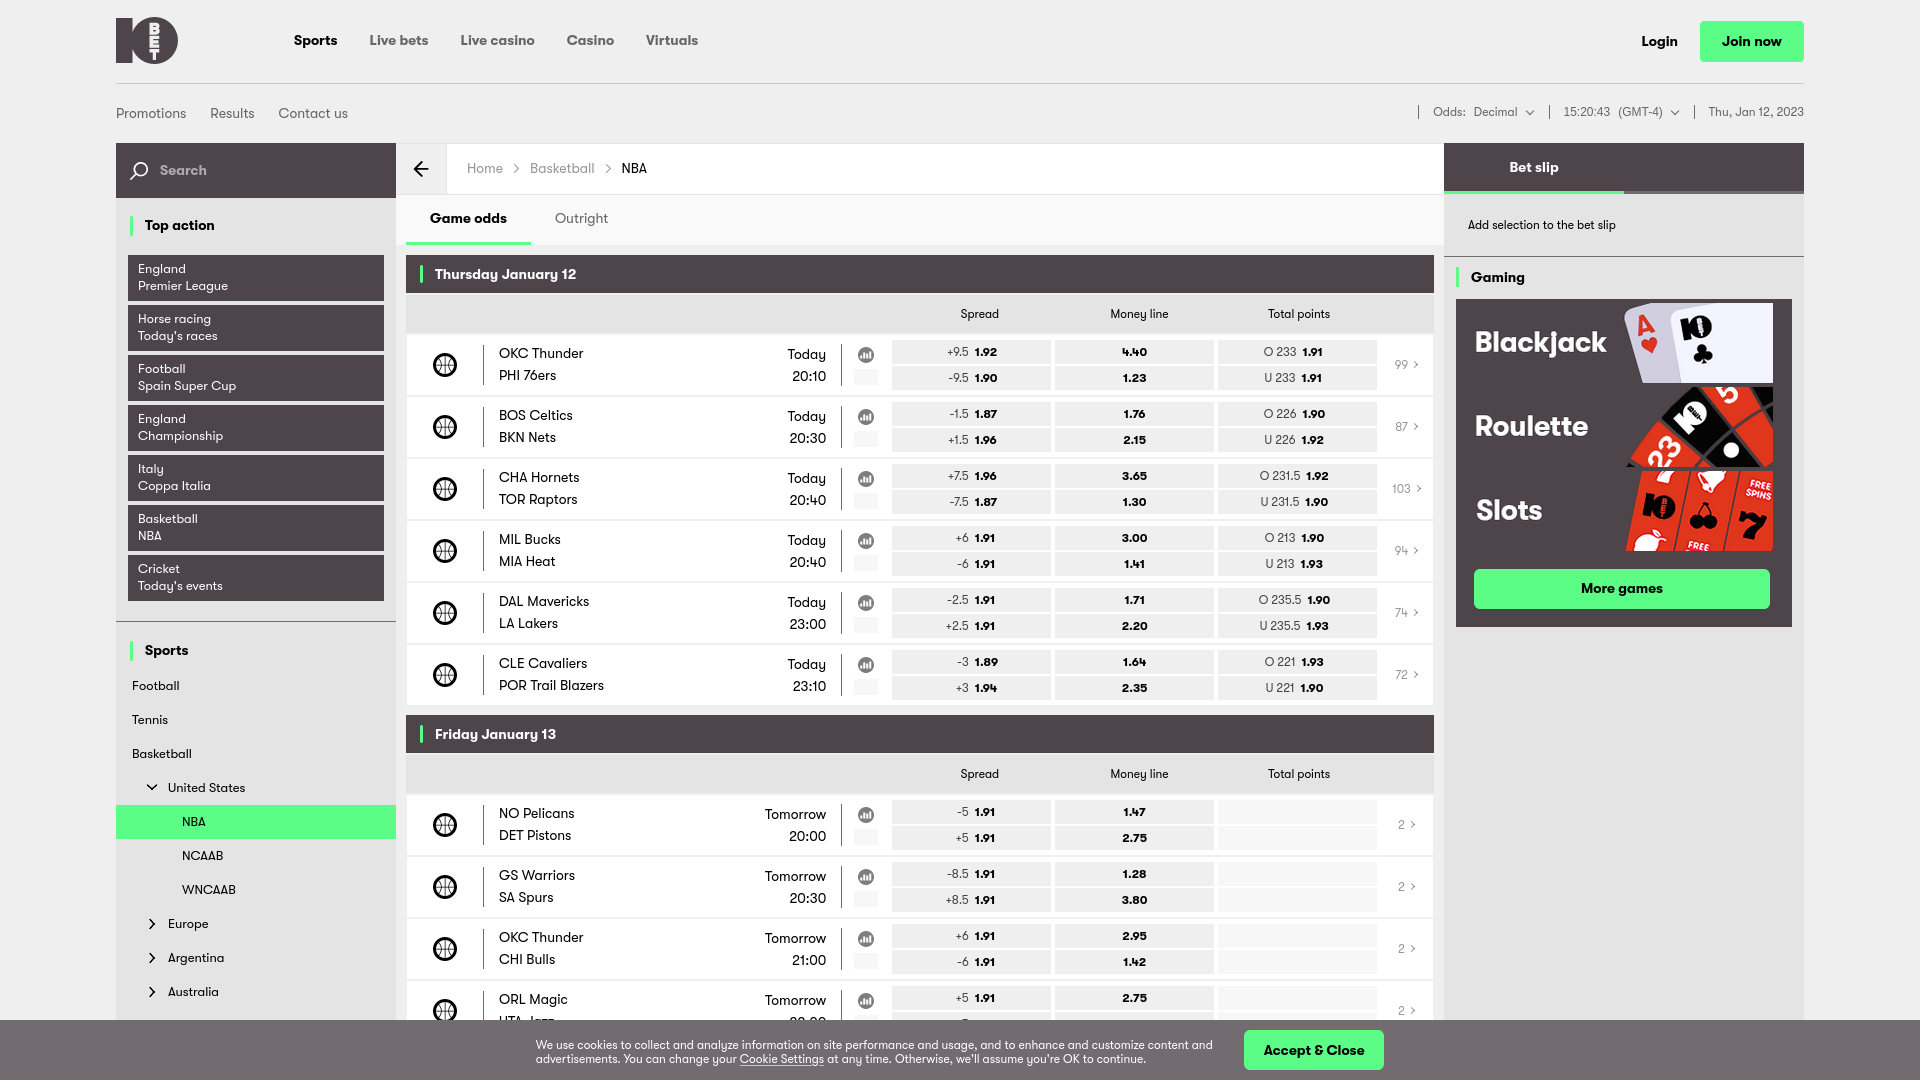 10 BET
Sports Live bets Live casino Casino Virtuals
Login Join now
Promotions Results Contact us
Odds: Decimal 15:20:43 (GMT-4) Thu, Jan 12, 2023
Search
Top action
England
Premier League
Horse racing
Today's races
Football
Spain Super Cup
England
Championship
Italy
Coppa Italia
Basketball
NBA
Cricket
Today's events
Sports
Football
Tennis
Basketball
United States
NBA
NCAAB
WNCAAB
Europe
Argentina
Australia
Home Basketball NBA
Game odds Outright
Thursday January 12
Spread Money line Total points
OKC Thunder Today +9.5 1.92 4.40 O 233 1.91
PHI 76ers 20:10 -9.5 1.90 1.23 U 233 1.91
99
BOS Celtics Today -1.5 1.87 1.76 O 226 1.90
BKN Nets 20:30 +1.5 1.96 2.15 U 226 1.92
87
CHA Hornets Today +7.5 1.96 3.65 O 231.5 1.92
TOR Raptors 20:40 -7.5 1.87 1.30 U 231.5 1.90
103
MIL Bucks Today +6 1.91 3.00 O 213 1.90
MIA Heat 20:40 -6 1.91 1.41 U 213 1.93
94
DAL Mavericks Today -2.5 1.91 1.71 O 235.5 1.90
LA Lakers 23:00 +2.5 1.91 2.20 U 235.5 1.93
74
CLE Cavaliers Today -3 1.89 1.64 O 221 1.93
POR Trail Blazers 23:10 +3 1.94 2.35 U 221 1.90
72
Friday January 13
Spread Money line Total points
NO Pelicans Tomorrow -5 1.91 1.47
DET Pistons 20:00 +5 1.91 2.75
2
GS Warriors Tomorrow -8.5 1.91 1.28
SA Spurs 20:30 +8.5 1.91 3.80
2
OKC Thunder Tomorrow +6 1.91 2.95
CHI Bulls 21:00 -6 1.91 1.42
2
ORL Magic Tomorrow +5 1.91 2.75
2
Bet slip
Add selection to the bet slip
Gaming
Blackjack
A 10
Roulette
23 5
Slots
10 BET 7 FREE SPINS
FREE
More games
We use cookies to collect and analyze information on site performance and usage, and to enhance and customize content and
advertisements. You can change your Cookie Settings at any time. Otherwise, we'll assume you're OK to continue.
Accept & Close